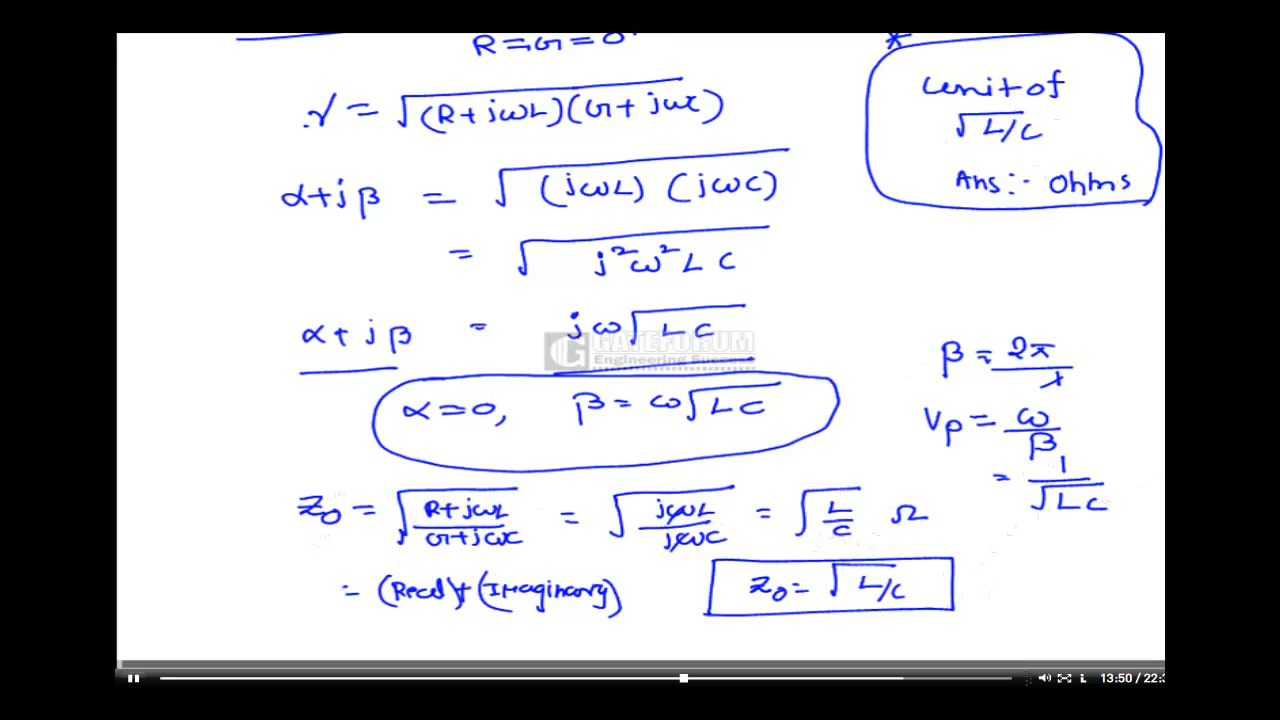 R = G = 0
γ = √(R+jωL)(G+jωc)
α+jβ = √(jωL) (jωC)
= √j²ω²LC
α+jβ = jω√LC
α=0, β= ω√LC
Z₀ = √R+jωL/G+jωC = √jωL/jωC = √L/C Ω
= (Real)+(Imaginary)
Z₀= √L/C
*
unit of
√L/C
Ans:- Ohms
β = 2π/λ
Vp = ω/β
= 1/√LC
GATEFORUM
Engineering Success
13:50 / 22: